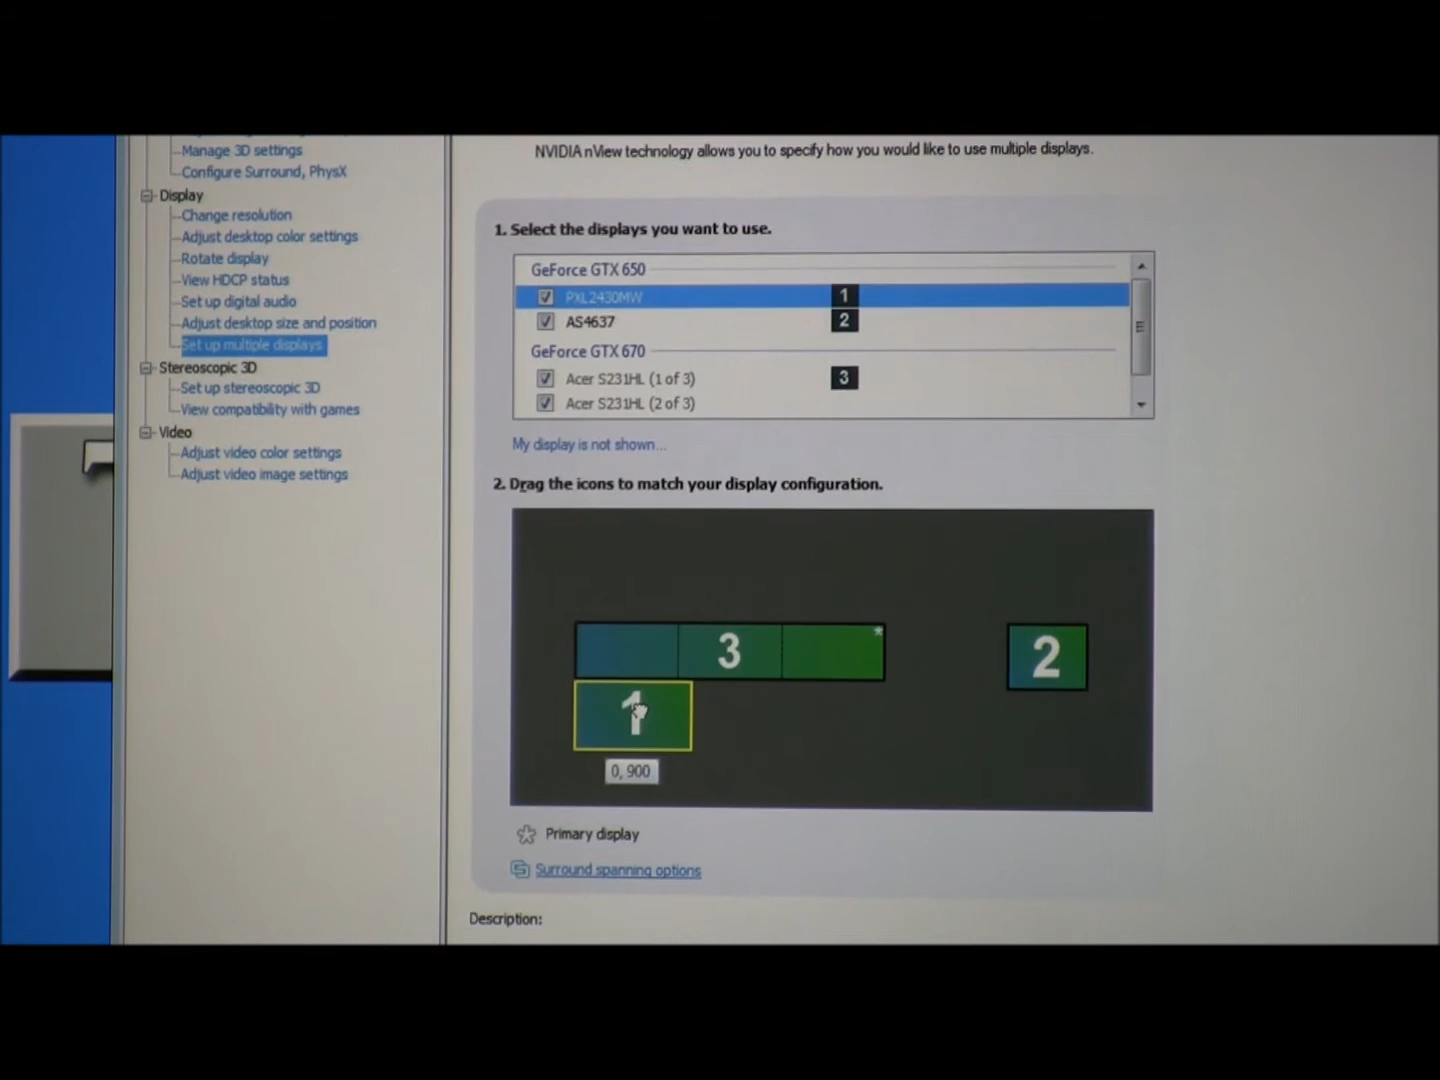 NVIDIA nView technology allows you to specify how you would like to use multiple displays.
Manage 3D settings
Configure Surround, PhysX
Display
Change resolution
Adjust desktop color settings
Rotate display
View HDCP status
Set up digital audio
Adjust desktop size and position
Set up multiple displays
Stereoscopic 3D
Set up stereoscopic 3D
View compatibility with games
Video
Adjust video color settings
Adjust video image settings
1. Select the displays you want to use.
GeForce GTX 650
PXL2430MW 1
AS4637 2
GeForce GTX 670
Acer S231HL (1 of 3) 3
Acer S231HL (2 of 3)
My display is not shown...
2. Drag the icons to match your display configuration.
3
2
1
0, 900
Primary display
Surround spanning options
Description: